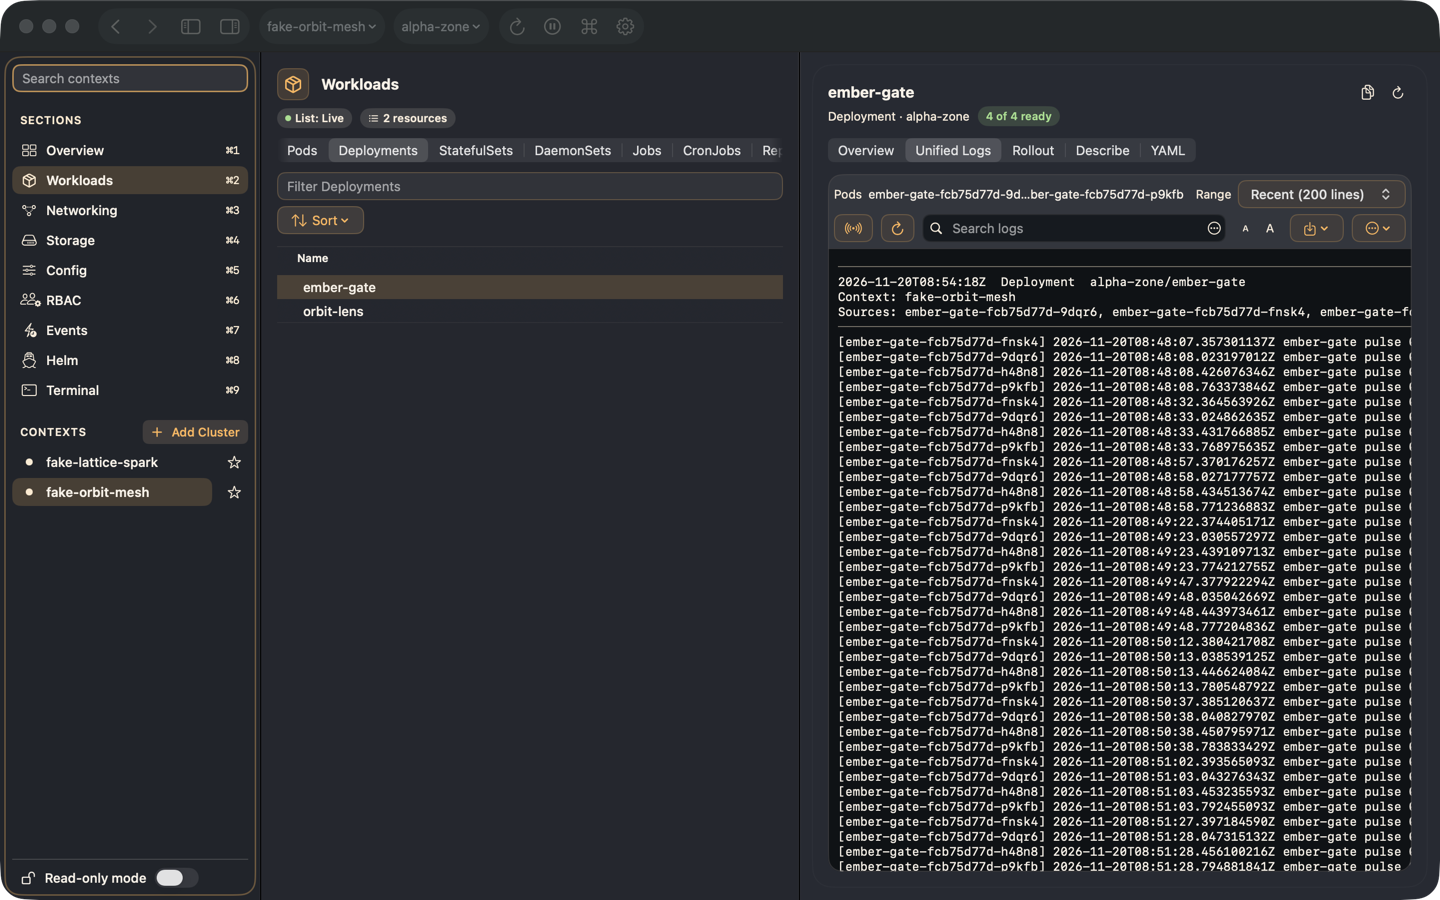 fake-orbit-mesh
alpha-zone
Search contexts
SECTIONS
Overview ⌘1
Workloads ⌘2
Networking ⌘3
Storage ⌘4
Config ⌘5
RBAC ⌘6
Events ⌘7
Helm ⌘8
Terminal ⌘9
CONTEXTS
+ Add Cluster
fake-lattice-spark
fake-orbit-mesh
Read-only mode
Workloads
List: Live
2 resources
Pods Deployments StatefulSets DaemonSets Jobs CronJobs Rep
Filter Deployments
Sort
Name
ember-gate
orbit-lens
ember-gate
Deployment · alpha-zone 4 of 4 ready
Overview Unified Logs Rollout Describe YAML
Pods ember-gate-fcb75d77d-9d...ber-gate-fcb75d77d-p9kfb Range Recent (200 lines)
Search logs
A A
2026-11-20T08:54:18Z Deployment alpha-zone/ember-gate
Context: fake-orbit-mesh
Sources: ember-gate-fcb75d77d-9dqr6, ember-gate-fcb75d77d-fnsk4, ember-gate-fc
[ember-gate-fcb75d77d-fnsk4] 2026-11-20T08:48:07.357301137Z ember-gate pulse
[ember-gate-fcb75d77d-9dqr6] 2026-11-20T08:48:08.023197012Z ember-gate pulse
[ember-gate-fcb75d77d-h48n8] 2026-11-20T08:48:08.426076346Z ember-gate pulse
[ember-gate-fcb75d77d-p9kfb] 2026-11-20T08:48:08.763373846Z ember-gate pulse
[ember-gate-fcb75d77d-fnsk4] 2026-11-20T08:48:32.364563926Z ember-gate pulse
[ember-gate-fcb75d77d-9dqr6] 2026-11-20T08:48:33.024862635Z ember-gate pulse
[ember-gate-fcb75d77d-h48n8] 2026-11-20T08:48:33.431766885Z ember-gate pulse
[ember-gate-fcb75d77d-p9kfb] 2026-11-20T08:48:33.768975635Z ember-gate pulse
[ember-gate-fcb75d77d-fnsk4] 2026-11-20T08:48:57.370176257Z ember-gate pulse
[ember-gate-fcb75d77d-9dqr6] 2026-11-20T08:48:58.027177757Z ember-gate pulse
[ember-gate-fcb75d77d-h48n8] 2026-11-20T08:48:58.434513674Z ember-gate pulse
[ember-gate-fcb75d77d-p9kfb] 2026-11-20T08:48:58.771236883Z ember-gate pulse
[ember-gate-fcb75d77d-fnsk4] 2026-11-20T08:49:22.374405171Z ember-gate pulse
[ember-gate-fcb75d77d-9dqr6] 2026-11-20T08:49:23.030557297Z ember-gate pulse
[ember-gate-fcb75d77d-h48n8] 2026-11-20T08:49:23.439109713Z ember-gate pulse
[ember-gate-fcb75d77d-p9kfb] 2026-11-20T08:49:23.774212755Z ember-gate pulse
[ember-gate-fcb75d77d-fnsk4] 2026-11-20T08:49:47.377922294Z ember-gate pulse
[ember-gate-fcb75d77d-9dqr6] 2026-11-20T08:49:48.035042669Z ember-gate pulse
[ember-gate-fcb75d77d-h48n8] 2026-11-20T08:49:48.443973461Z ember-gate pulse
[ember-gate-fcb75d77d-p9kfb] 2026-11-20T08:49:48.777204836Z ember-gate pulse
[ember-gate-fcb75d77d-fnsk4] 2026-11-20T08:50:12.380421708Z ember-gate pulse
[ember-gate-fcb75d77d-9dqr6] 2026-11-20T08:50:13.038539125Z ember-gate pulse
[ember-gate-fcb75d77d-h48n8] 2026-11-20T08:50:13.446624084Z ember-gate pulse
[ember-gate-fcb75d77d-p9kfb] 2026-11-20T08:50:13.780548792Z ember-gate pulse
[ember-gate-fcb75d77d-fnsk4] 2026-11-20T08:50:37.385120637Z ember-gate pulse
[ember-gate-fcb75d77d-9dqr6] 2026-11-20T08:50:38.040827970Z ember-gate pulse
[ember-gate-fcb75d77d-h48n8] 2026-11-20T08:50:38.450795971Z ember-gate pulse
[ember-gate-fcb75d77d-p9kfb] 2026-11-20T08:50:38.783833429Z ember-gate pulse
[ember-gate-fcb75d77d-fnsk4] 2026-11-20T08:51:02.393565093Z ember-gate pulse
[ember-gate-fcb75d77d-9dqr6] 2026-11-20T08:51:03.043276343Z ember-gate pulse
[ember-gate-fcb75d77d-h48n8] 2026-11-20T08:51:03.453235593Z ember-gate pulse
[ember-gate-fcb75d77d-p9kfb] 2026-11-20T08:51:03.792455093Z ember-gate pulse
[ember-gate-fcb75d77d-fnsk4] 2026-11-20T08:51:27.397184590Z ember-gate pulse
[ember-gate-fcb75d77d-9dqr6] 2026-11-20T08:51:28.047315132Z ember-gate pulse
[ember-gate-fcb75d77d-h48n8] 2026-11-20T08:51:28.456100216Z ember-gate pulse
[ember-gate-fcb75d77d-p9kfb] 2026-11-20T08:51:28.794881841Z ember-gate pulse